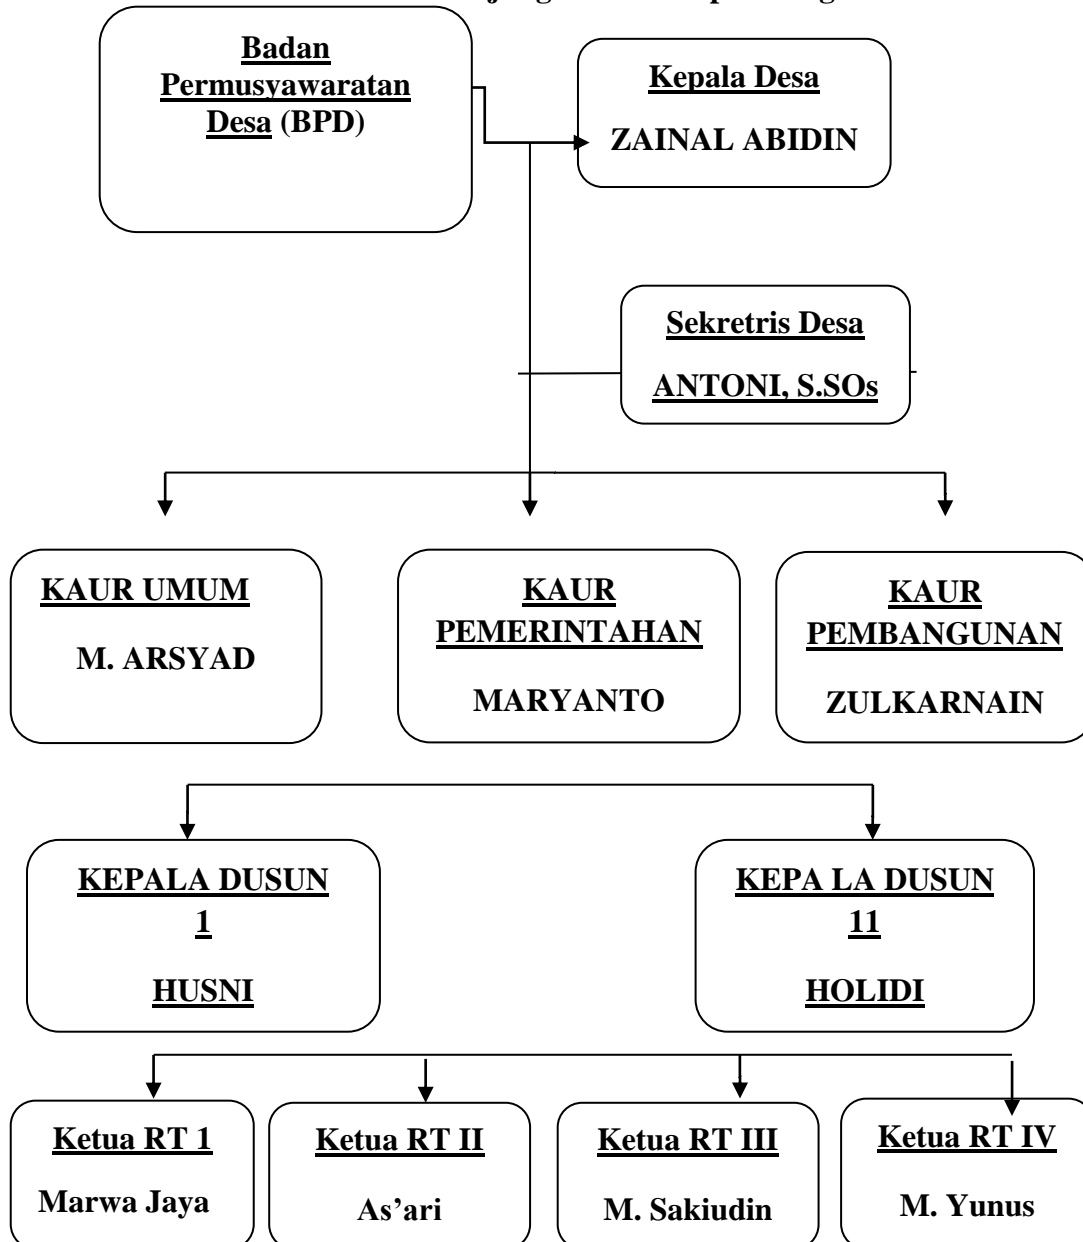 Badan
Permusyawaratan
Desa (BPD)
Kepala Desa
ZAINAL ABIDIN
Sekretris Desa
ANTONI, S.SOs
KAUR UMUM
M. ARSYAD
KAUR
PEMERINTAHAN
MARYANTO
KAUR
PEMBANGUNAN
ZULKARNAIN
KEPALA DUSUN
1
HUSNI
KEPA LA DUSUN
11
HOLIDI
Ketua RT 1
Marwa Jaya
Ketua RT II
As’ari
Ketua RT III
M. Sakiudin
Ketua RT IV
M. Yunus